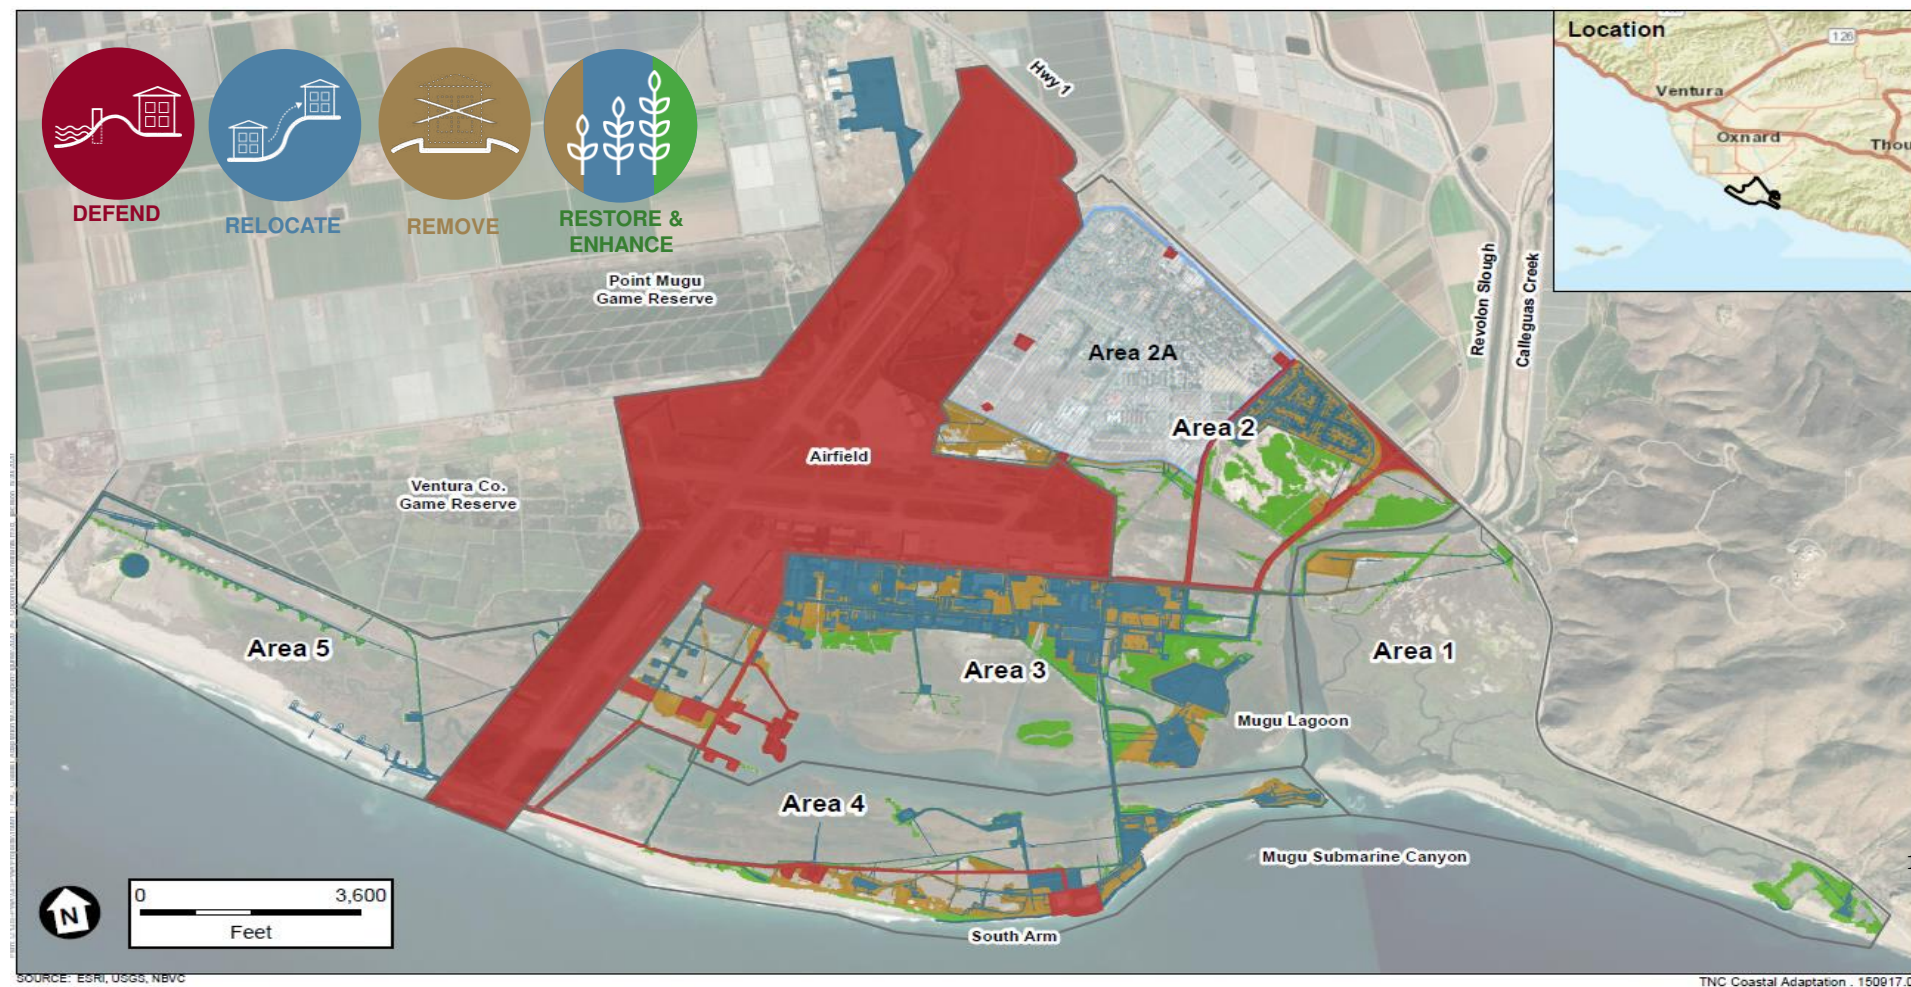 DEFEND
RELOCATE
REMOVE
RESTORE &
ENHANCE
Hwy 1
Location
126
Ventura
Oxnard
Thou
Point Mugu
Game Reserve
Revolon Slough
Calleguas Creek
Area 2A
Area 2
Airfield
Ventura Co.
Game Reserve
Area 5
Area 3
Area 1
Mugu Lagoon
Area 4
Mugu Submarine Canyon
South Arm
N
0 3,600
Feet
SOURCE: ESRI, USGS, NBVC
TNC Coastal Adaptation . 150917.0